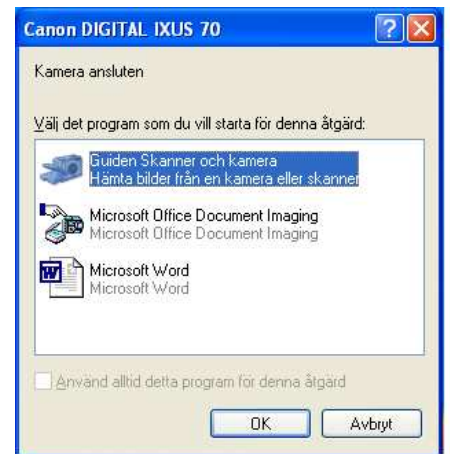 Canon DIGITAL IXUS 70
Kamera ansluten
Välj det program som du vill starta för denna åtgärd:
Guiden Skanner och kamera
Hämta bilder från en kamera eller skanner
Microsoft Office Document Imaging
Microsoft Office Document Imaging
Microsoft Word
Microsoft Word
Använd alltid detta program för denna åtgärd
OK Avbryt